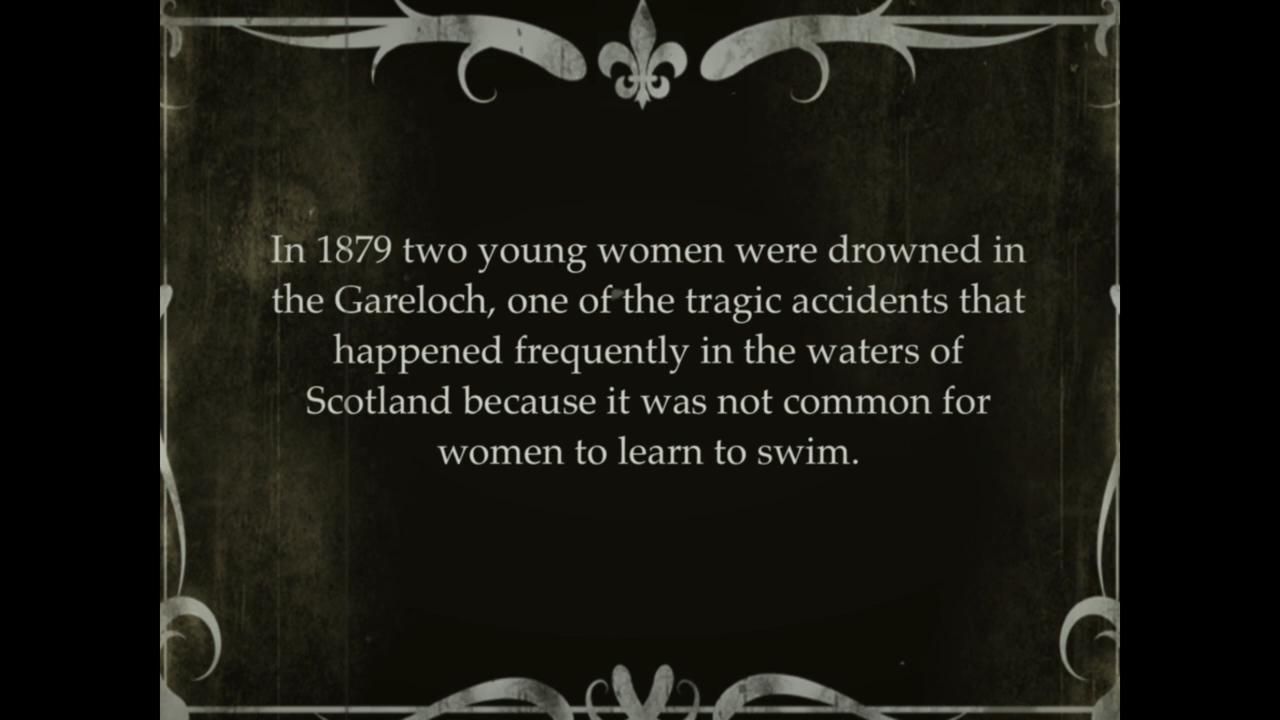 In 1879 two young women were drowned in
the Gareloch, one of the tragic accidents that
happened frequently in the waters of
Scotland because it was not common for
women to learn to swim.